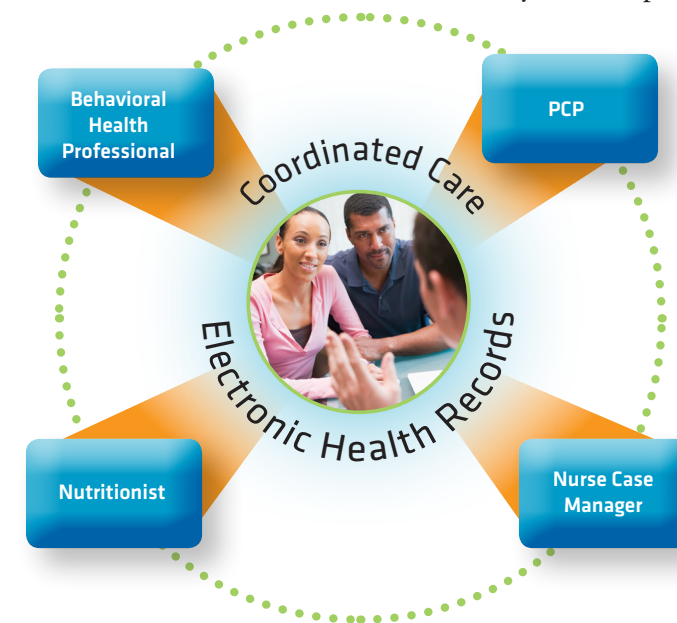 Behavioral
Health
Professional
PCP
Coordinated Care
Electronic Health Records
Nutritionist
Nurse Case
Manager